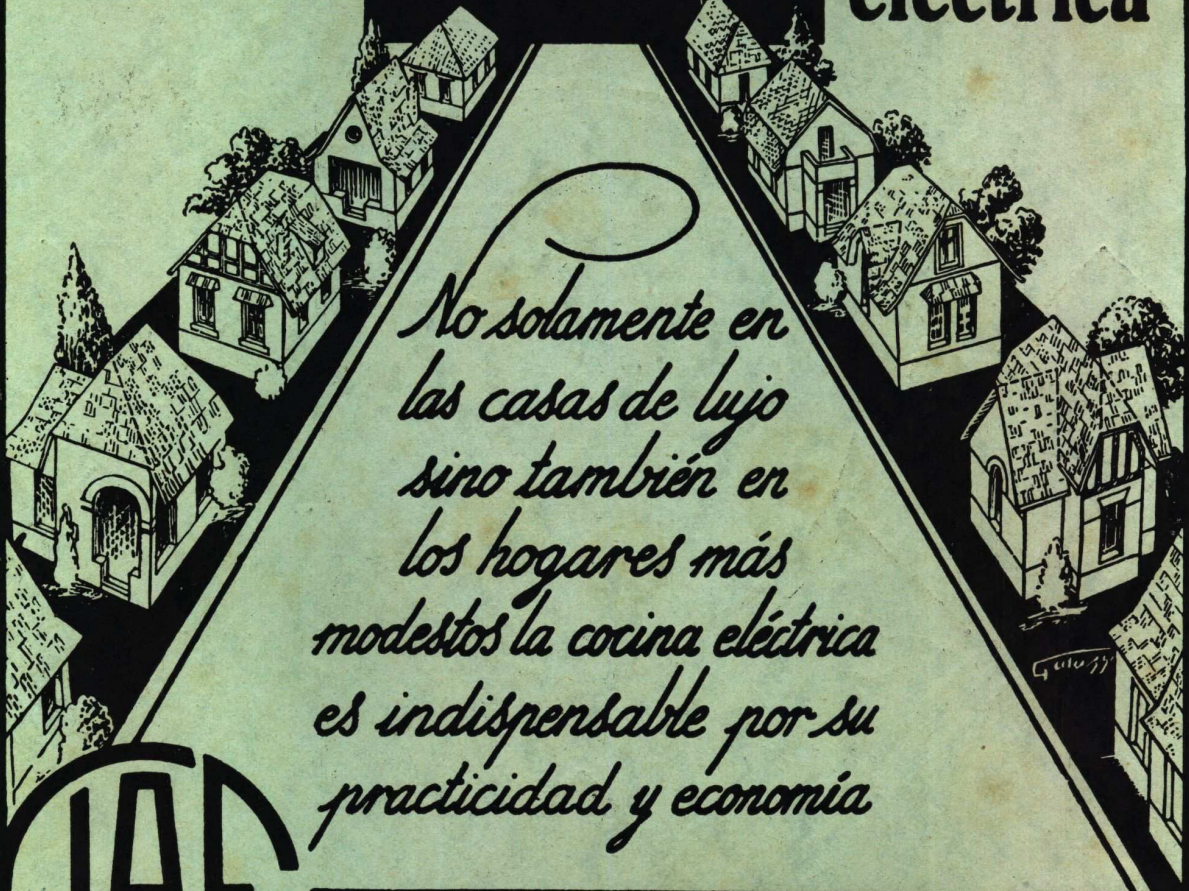 eléctrica
No solamente en
las casas de lujo
sino también en
los hogares más
modestos la cocina eléctrica
es indispensable por su
practicidad y economía